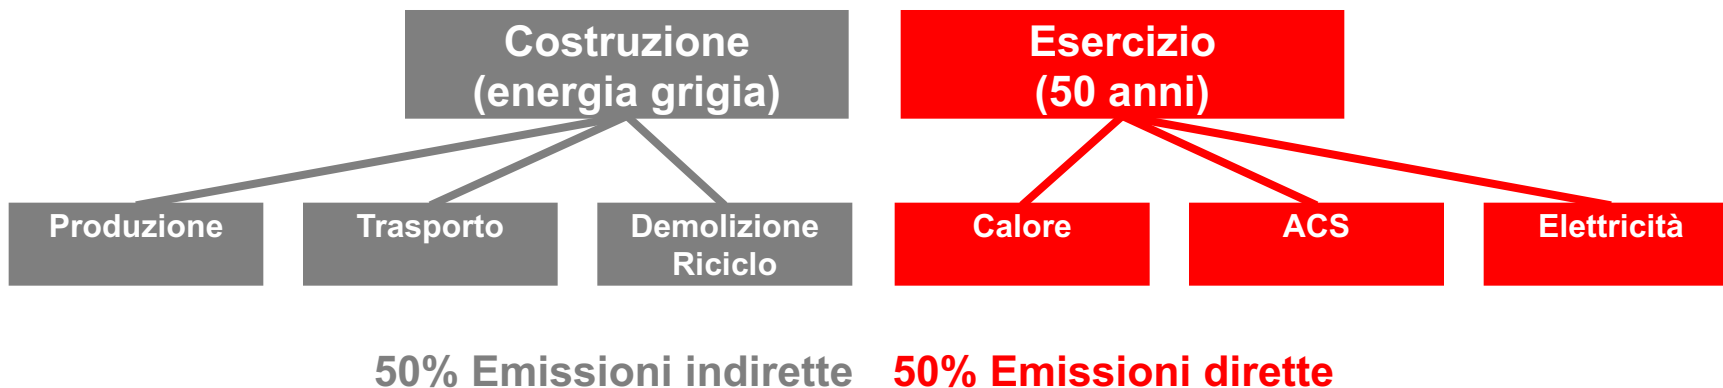 Costruzione
(energia grigia)
Esercizio
(50 anni)
Produzione
Trasporto
Demolizione
Riciclo
Calore
ACS
Elettricità
50% Emissioni indirette
50% Emissioni dirette